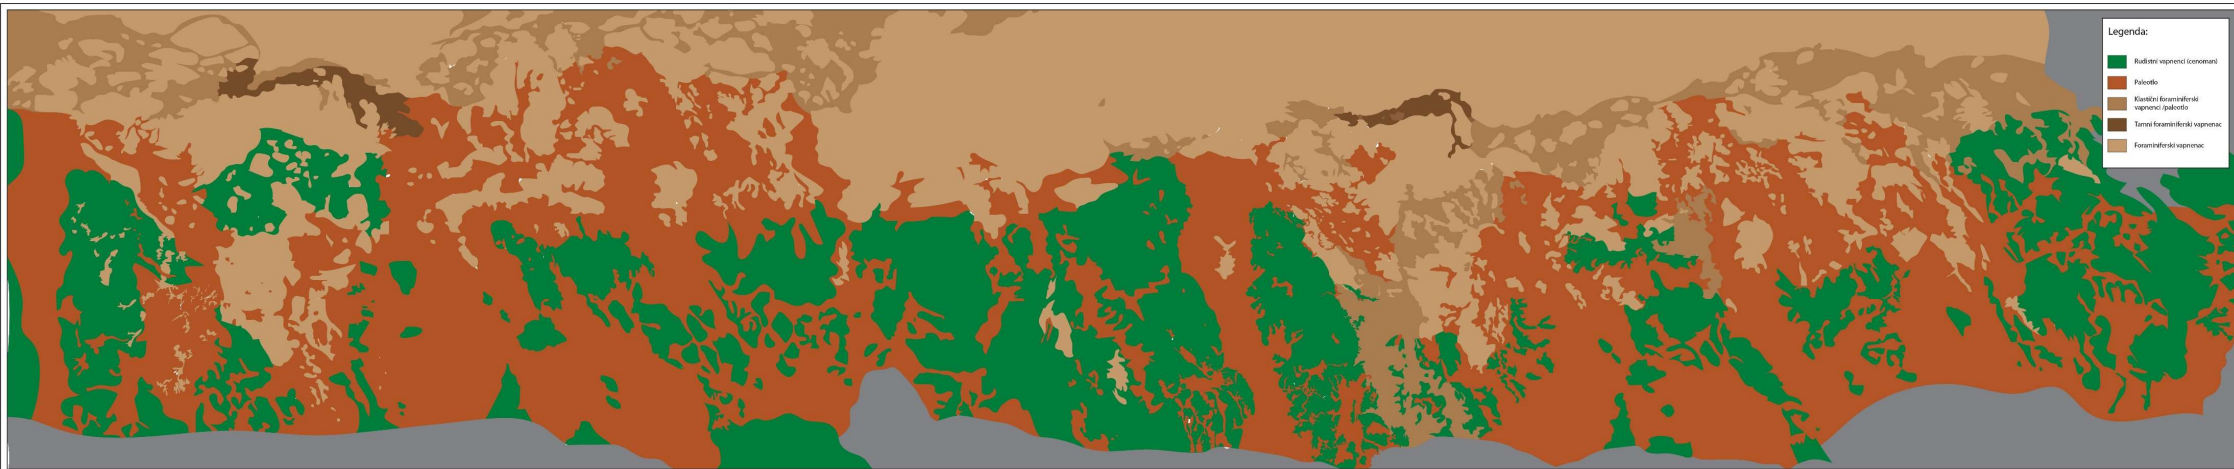 Legenda:
Rudistni vapnenci (cenoman)
Paleotlo
Klastični foraminiferski
vapnenci /paleotlo
Tamni foraminiferski vapnenac
Foraminiferski vapnenac